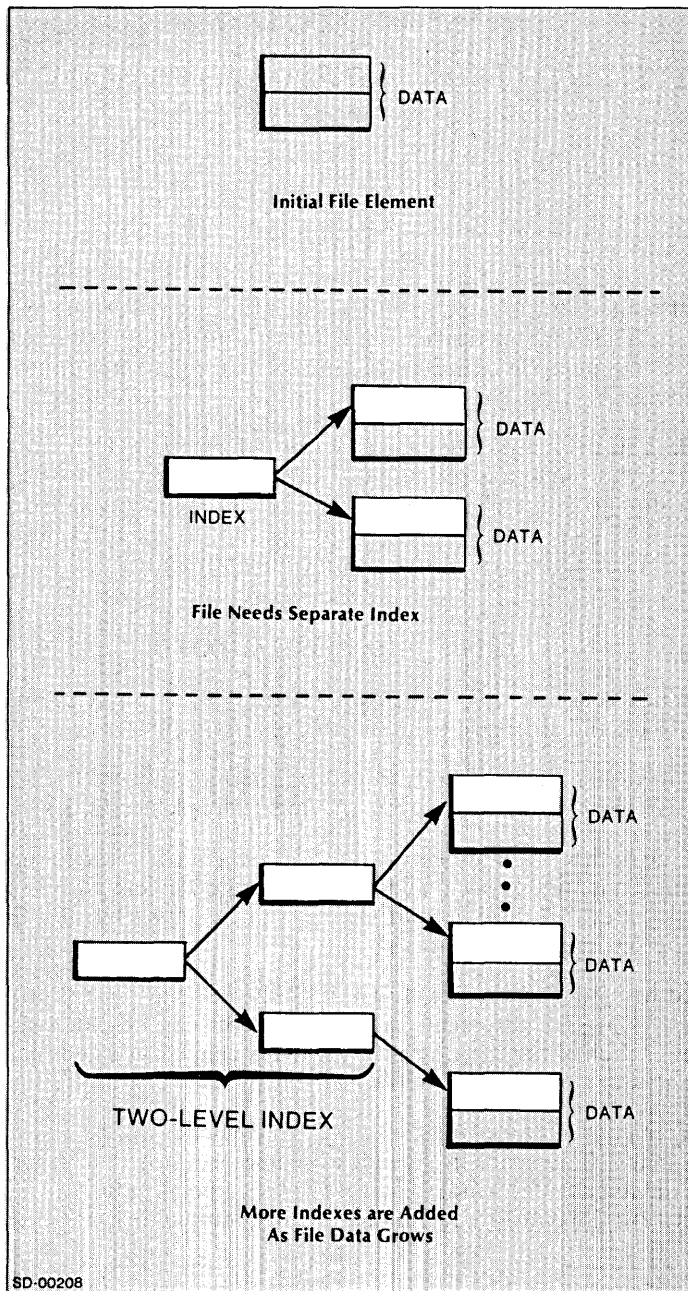 DATA
Initial File Element
DATA
INDEX
DATA
File Needs Separate Index
DATA
DATA
DATA
TWO-LEVEL INDEX
More Indexes are Added
As File Data Grows
SD-00208